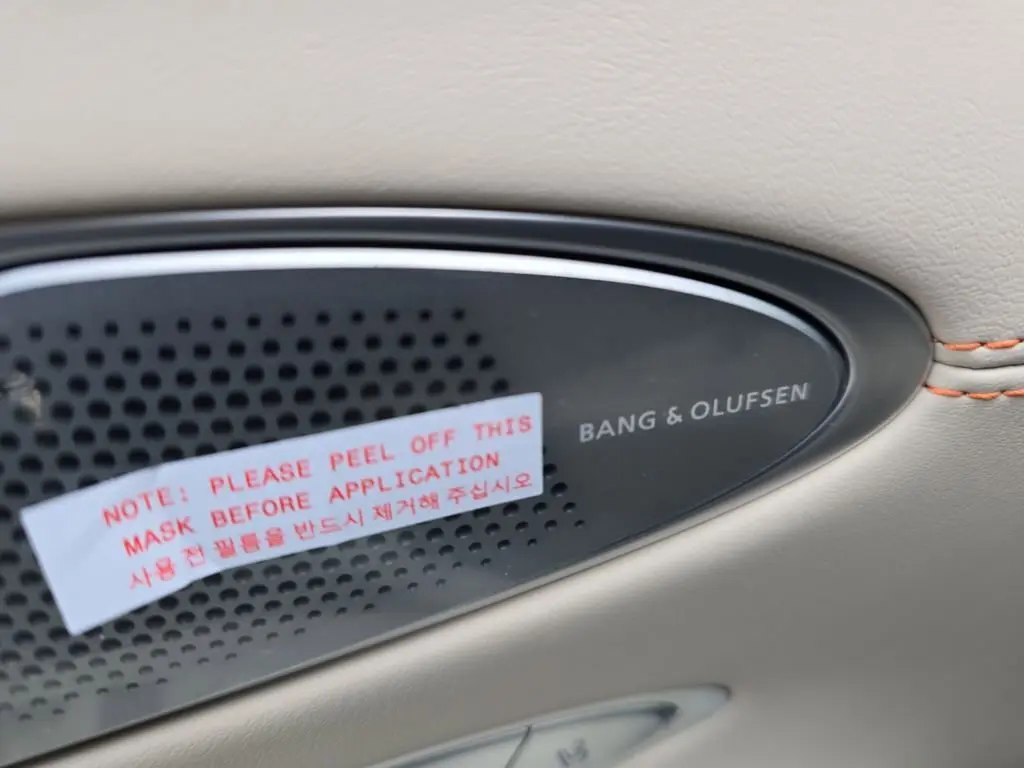 BANG & OLUFSEN
NOTE: PLEASE PEEL OFF THIS
MASK BEFORE APPLICATION
사용 전 필름을 반드시 제거해 주십시오